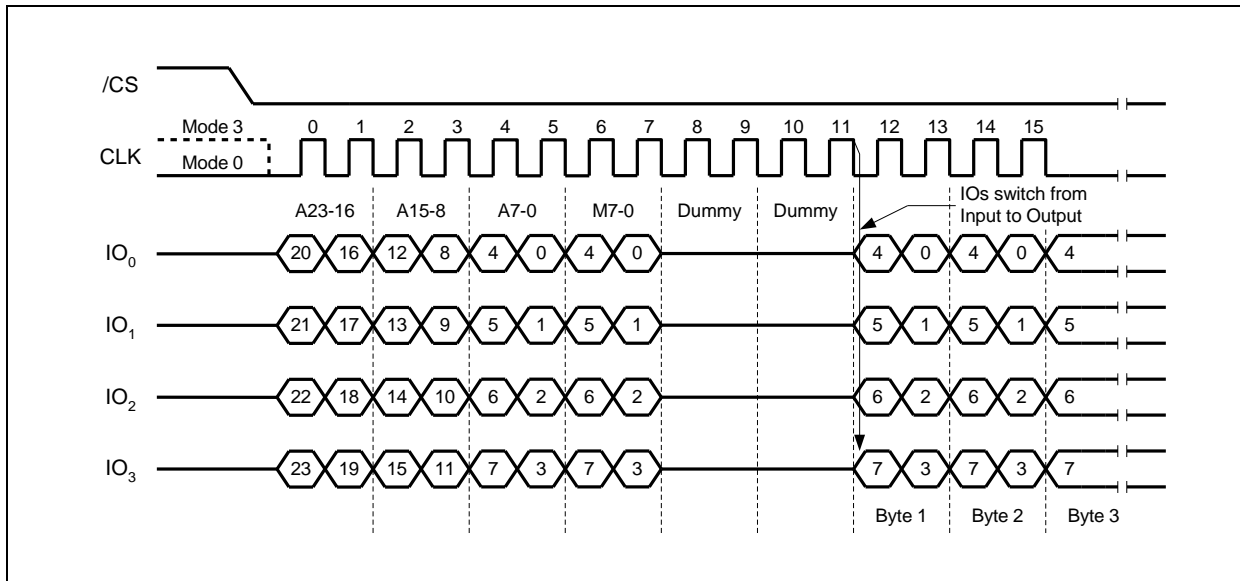 /CS
Mode 3 0 1 2 3 4 5 6 7 8 9 10 11 12 13 14 15
CLK
Mode 0
IOs switch from
Input to Output
A23-16 A15-8 A7-0 M7-0 Dummy Dummy
IO0 20 16 12 8 4 0 4 0 4 0 4 0 4
IO1 21 17 13 9 5 1 5 1 5 1 5 1 5
IO2 22 18 14 10 6 2 6 2 6 2 6 2 6
IO3 23 19 15 11 7 3 7 3 7 3 7 3 7
Byte 1 Byte 2 Byte 3